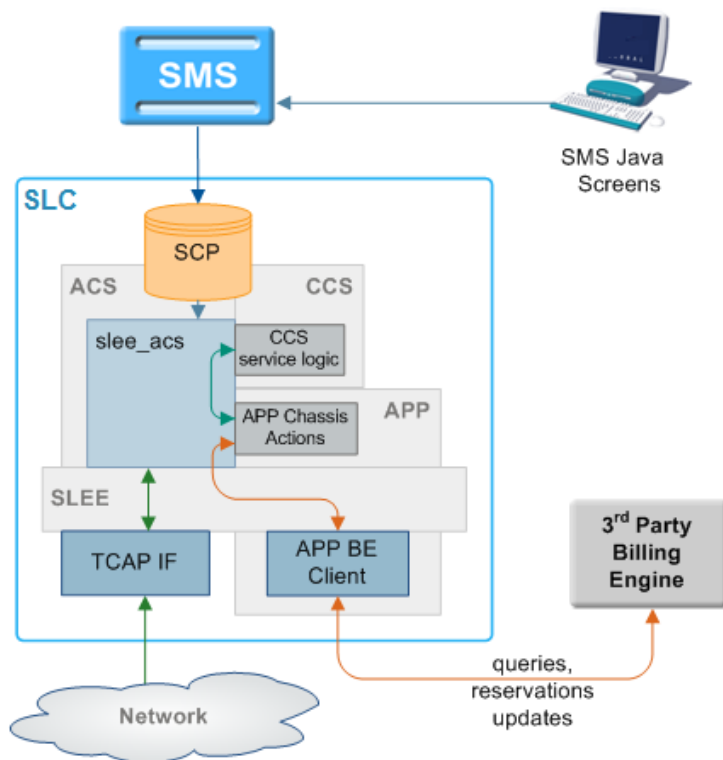 SMS
SMS Java
Screens
SLC
SCP
ACS
CCS
slee_acs
CCS
service logic
APP
APP Chassis
Actions
SLEE
TCAP IF
APP BE
Client
3rd Party
Billing
Engine
queries,
reservations
updates
Network